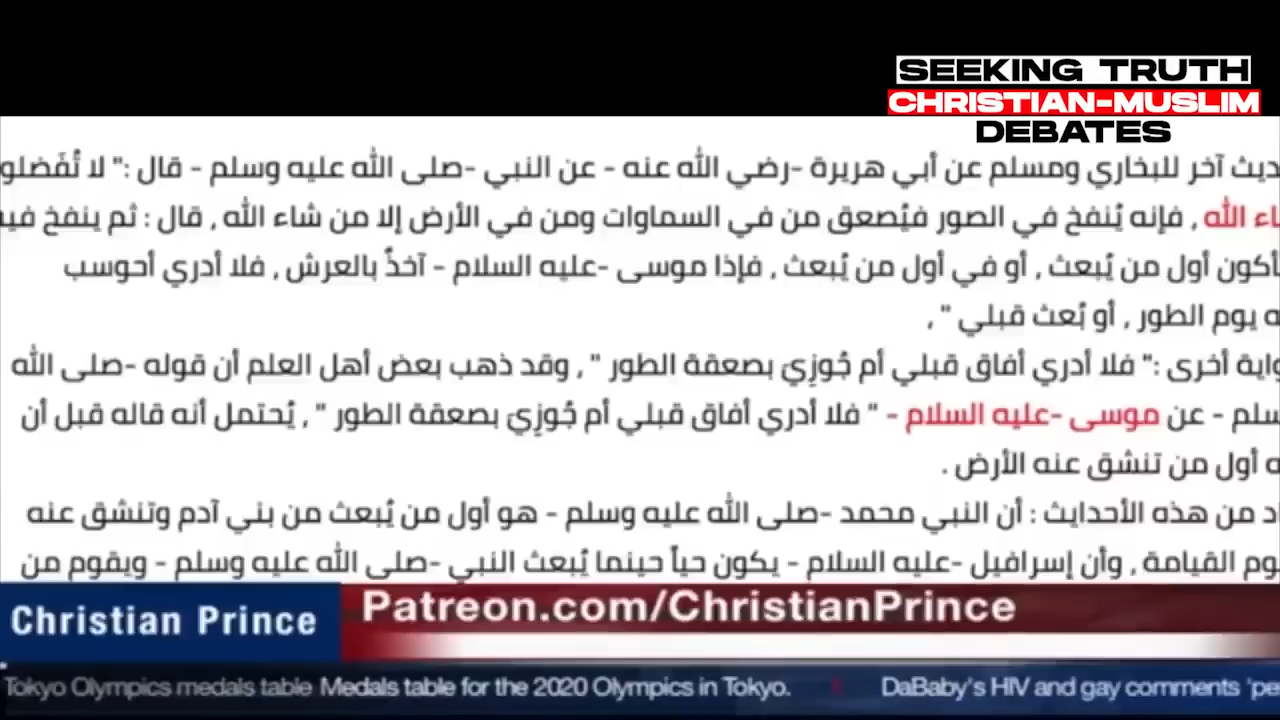 SEEKING TRUTH
CHRISTIAN-MUSLIM
DEBATES
آخر للبخاري ومسلم عن أبي هريرة -رضي الله عنه - عن النبي -صلى الله عليه وسلم - قال :" لا تُفَضلو
الله , فإنه يُنفخ في الصور فيُصعق من في السماوات ومن في الأرض إلا من شاء الله , قال : ثم ينفخ
أول من يُبعث , أو في أول من يُبعث , فإذا موسى -عليه السلام - آخذٌ بالعرش , فلا أدري أحوسب
يوم الطور , أو بُعث قبلي " ,
أخرى :" فلا أدري أفاق قبلي أم جُوزِيَ بصعقة الطور " , وقد ذهب بعض أهل العلم أن قوله -صلى الله
- عن موسى -عليه السلام - " فلا أدري أفاق قبلي أم جُوزِيَ بصعقة الطور " , يُحتمل أنه قاله قبل أن
أول من تنشق عنه الأرض .
من هذه الأحاديث : أن النبي محمد -صلى الله عليه وسلم - هو أول من يُبعث من بني آدم وتنشق عنه
القيامة , وأن إسرافيل -عليه السلام - يكون حياً حينما يُبعث النبي -صلى الله عليه وسلم - ويقوم من
Christian Prince
Patreon.com/ChristianPrince
Tokyo Olympics medals table Medals table for the 2020 Olympics in Tokyo. DaBaby's HIV and gay comments